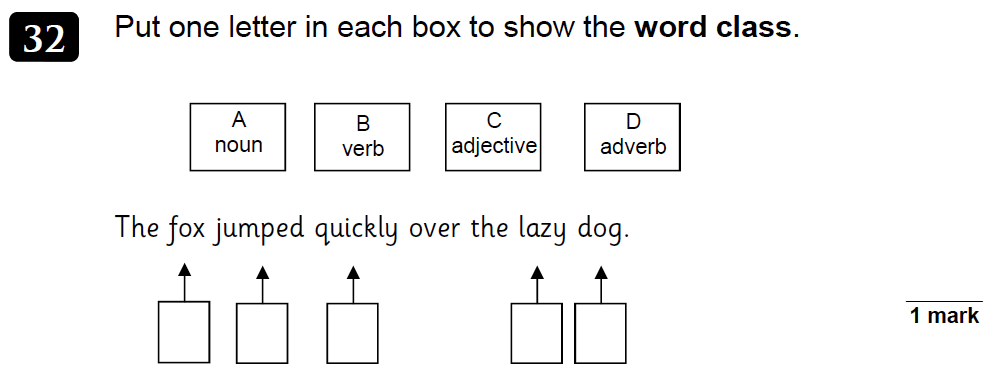 32 Put one letter in each box to show the word class.
A B C D
noun verb adjective adverb
The fox jumped quickly over the lazy dog.
1 mark